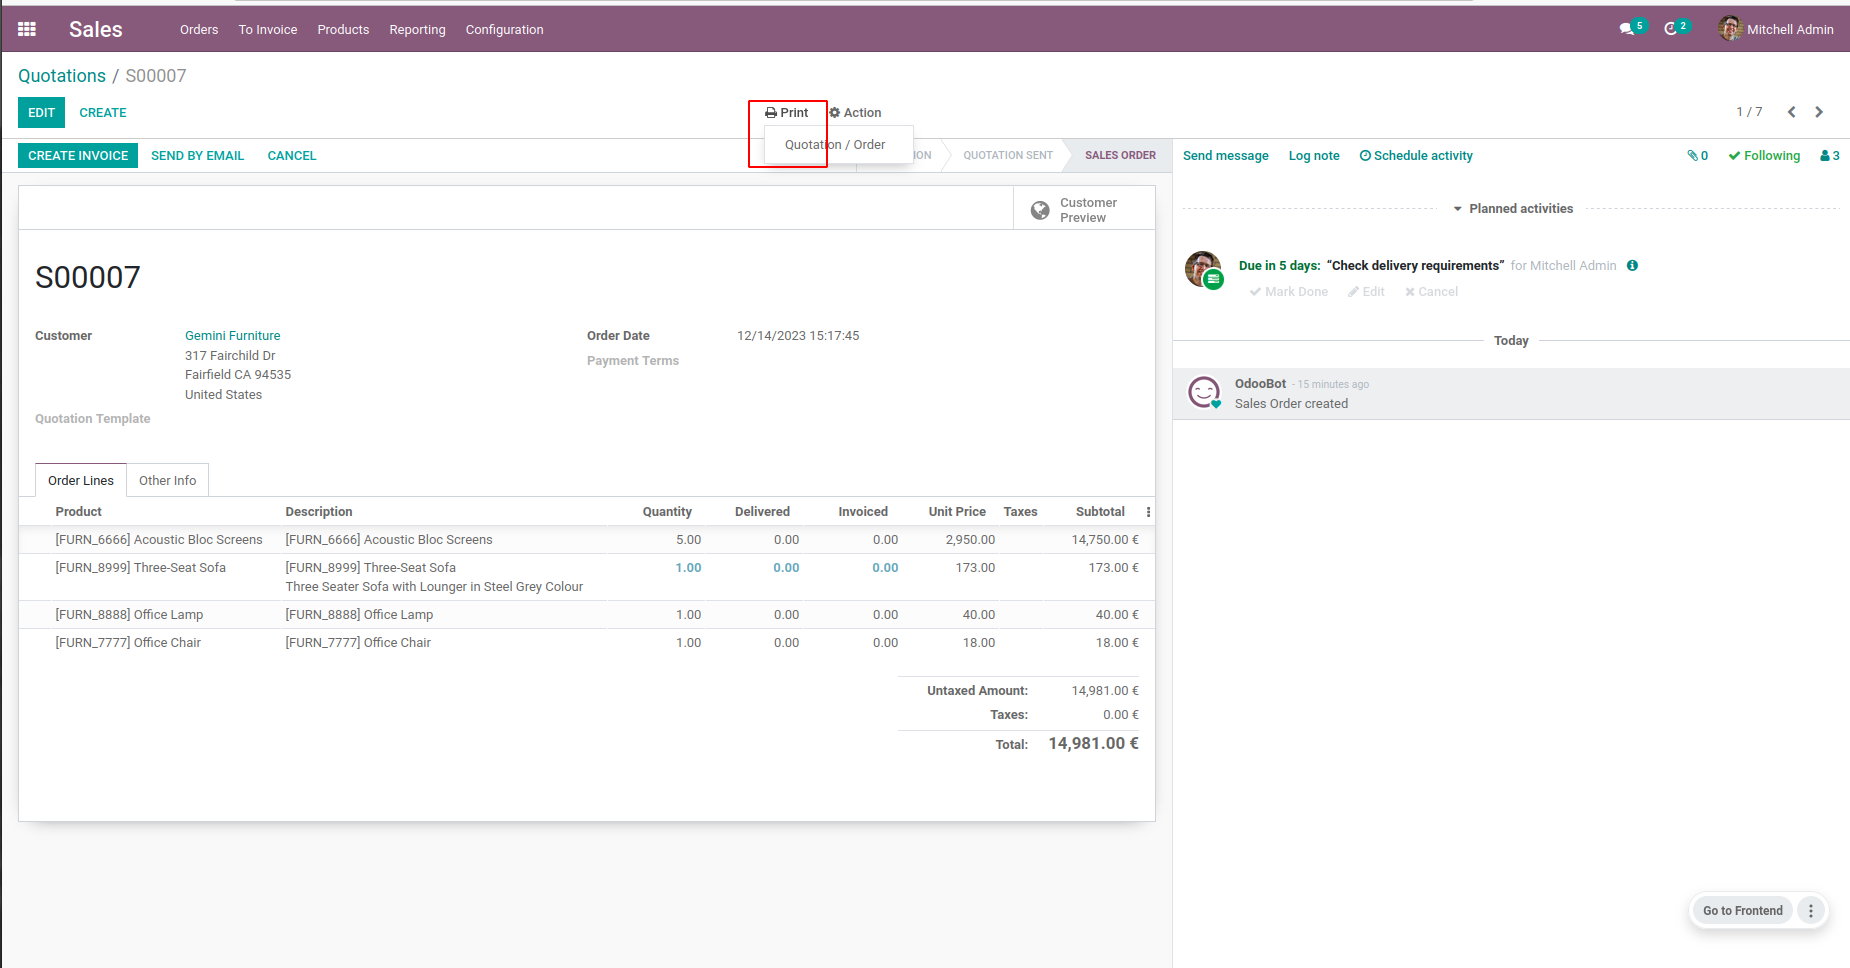 Sales Orders To Invoice Products Reporting Configuration 5 2 Mitchell Admin
Quotations / S00007
EDIT CREATE Print Action 1 / 7
Quotation / Order
CREATE INVOICE SEND BY EMAIL CANCEL ION QUOTATION SENT SALES ORDER Send message Log note Schedule activity 0 Following 3
Customer
Preview
Planned activities
S00007
Due in 5 days: “Check delivery requirements” for Mitchell Admin
Mark Done Edit Cancel
Customer Gemini Furniture Order Date 12/14/2023 15:17:45
317 Fairchild Dr Payment Terms
Fairfield CA 94535
United States
Quotation Template
Today
OdooBot - 15 minutes ago
Sales Order created
Order Lines Other Info
Product Description Quantity Delivered Invoiced Unit Price Taxes Subtotal
[FURN_6666] Acoustic Bloc Screens [FURN_6666] Acoustic Bloc Screens 5.00 0.00 0.00 2,950.00 14,750.00 €
[FURN_8999] Three-Seat Sofa [FURN_8999] Three-Seat Sofa 1.00 0.00 0.00 173.00 173.00 €
Three Seater Sofa with Lounger in Steel Grey Colour
[FURN_8888] Office Lamp [FURN_8888] Office Lamp 1.00 0.00 0.00 40.00 40.00 €
[FURN_7777] Office Chair [FURN_7777] Office Chair 1.00 0.00 0.00 18.00 18.00 €
Untaxed Amount: 14,981.00 €
Taxes: 0.00 €
Total: 14,981.00 €
Go to Frontend